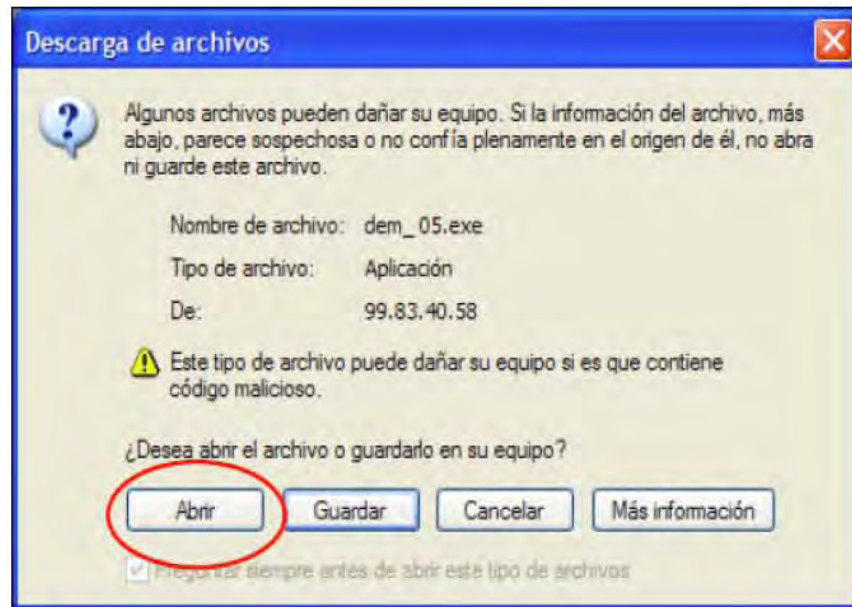 Descarga de archivos
Algunos archivos pueden dañar su equipo. Si la información del archivo, más
abajo, parece sospechosa o no confía plenamente en el origen de él, no abra
ni guarde este archivo.
Nombre de archivo: dem_05.exe
Tipo de archivo: Aplicación
De: 99.83.40.58
Este tipo de archivo puede dañar su equipo si es que contiene
código malicioso.
¿Desea abrir el archivo o guardarlo en su equipo?
Abrir Guardar Cancelar Más información
Preguntar siempre antes de abrir este tipo de archivos